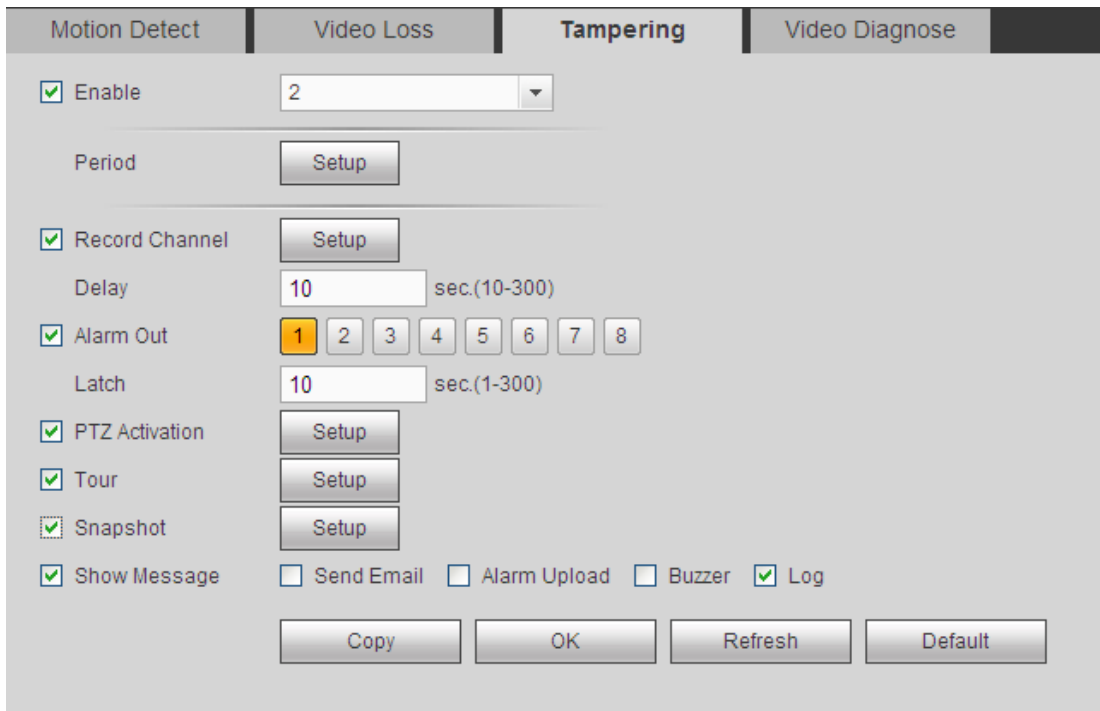 Motion Detect Video Loss Tampering Video Diagnose
Enable 2
Period Setup
Record Channel Setup
Delay 10 sec.(10-300)
Alarm Out 1 2 3 4 5 6 7 8
Latch 10 sec.(1-300)
PTZ Activation Setup
Tour Setup
Snapshot Setup
Show Message Send Email Alarm Upload Buzzer Log
Copy OK Refresh Default